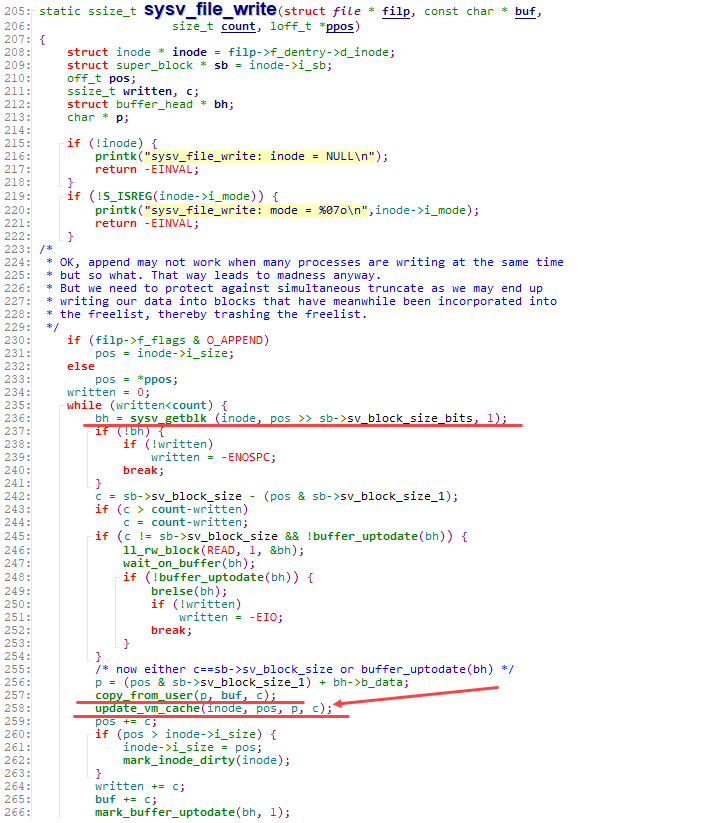 205: static ssize_t sysv_file_write(struct file * filp, const char * buf,
206:                     size_t count, loff_t *ppos)
207: {
208:     struct inode * inode = filp->f_dentry->d_inode;
209:     struct super_block * sb = inode->i_sb;
210:     off_t pos;
211:     ssize_t written, c;
212:     struct buffer_head * bh;
213:     char * p;
214:
215:     if (!inode) {
216:         printk("sysv_file_write: inode = NULL\n");
217:         return -EINVAL;
218:     }
219:     if (!S_ISREG(inode->i_mode)) {
220:         printk("sysv_file_write: mode = %07o\n",inode->i_mode);
221:         return -EINVAL;
222:     }
223: /*
224:  * OK, append may not work when many processes are writing at the same time
225:  * but so what. That way leads to madness anyway.
226:  * But we need to protect against simultaneous truncate as we may end up
227:  * writing our data into blocks that have meanwhile been incorporated into
228:  * the freelist, thereby trashing the freelist.
229:  */
230:     if (filp->f_flags & O_APPEND)
231:         pos = inode->i_size;
232:     else
233:         pos = *ppos;
234:     written = 0;
235:     while (written<count) {
236:         bh = sysv_getblk (inode, pos >> sb->sv_block_size_bits, 1);
237:         if (!bh) {
238:             if (!written)
239:                 written = -ENOSPC;
240:             break;
241:         }
242:         c = sb->sv_block_size - (pos & sb->sv_block_size_1);
243:         if (c > count-written)
244:             c = count-written;
245:         if (c != sb->sv_block_size && !buffer_uptodate(bh)) {
246:             ll_rw_block(READ, 1, &bh);
247:             wait_on_buffer(bh);
248:             if (!buffer_uptodate(bh)) {
249:                 brelse(bh);
250:                 if (!written)
251:                     written = -EIO;
252:                 break;
253:             }
254:         }
255:         /* now either c==sb->sv_block_size or buffer_uptodate(bh) */
256:         p = (pos & sb->sv_block_size_1) + bh->b_data;
257:         copy_from_user(p, buf, c);
258:         update_vm_cache(inode, pos, p, c);
259:         pos += c;
260:         if (pos > inode->i_size) {
261:             inode->i_size = pos;
262:             mark_inode_dirty(inode);
263:         }
264:         written += c;
265:         buf += c;
266:         mark_buffer_uptodate(bh, 1);